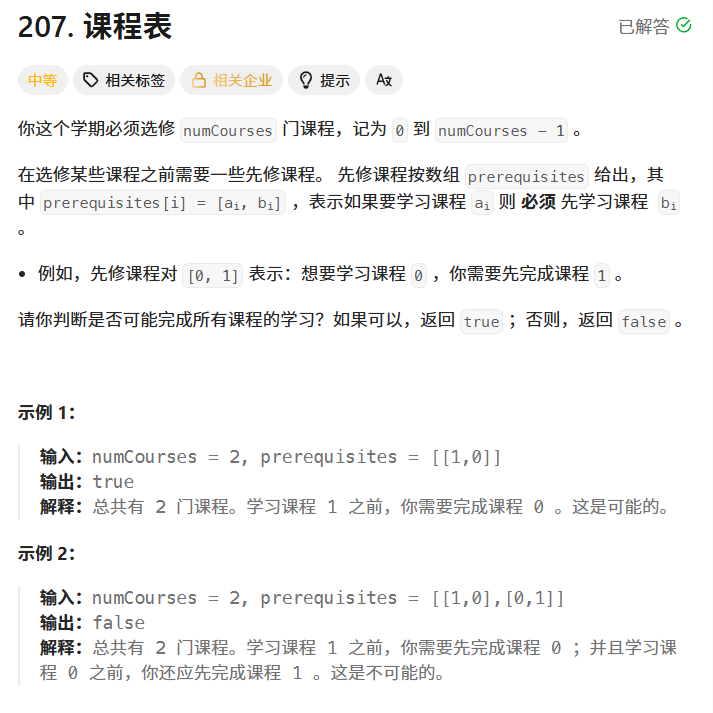 207. 课程表
已解答
中等
相关标签
相关企业
提示
你这个学期必须选修 numCourses 门课程，记为 0 到 numCourses - 1 。
在选修某些课程之前需要一些先修课程。 先修课程按数组 prerequisites 给出，其
中 prerequisites[i] = [aᵢ, bᵢ] ，表示如果要学习课程 aᵢ 则 必须 先学习课程 bᵢ
。
• 例如，先修课程对 [0, 1] 表示：想要学习课程 0 ，你需要先完成课程 1 。
请你判断是否可能完成所有课程的学习？如果可以，返回 true ；否则，返回 false 。
示例 1：
输入：numCourses = 2, prerequisites = [[1,0]]
输出：true
解释：总共有 2 门课程。学习课程 1 之前，你需要完成课程 0 。这是可能的。
示例 2：
输入：numCourses = 2, prerequisites = [[1,0],[0,1]]
输出：false
解释：总共有 2 门课程。学习课程 1 之前，你需要先完成课程 0 ；并且学习课
程 0 之前，你还应先完成课程 1 。这是不可能的。